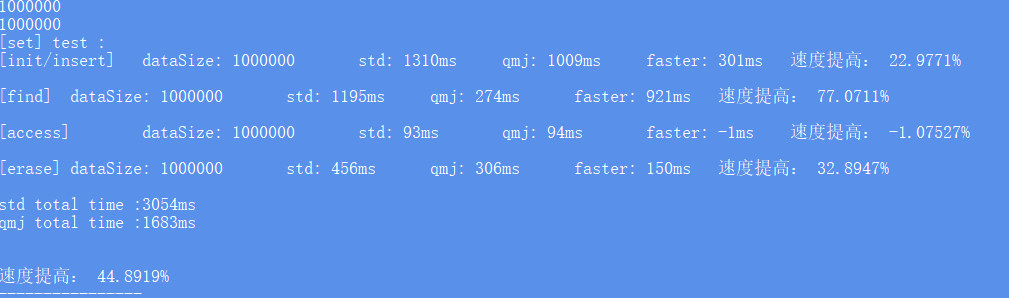 1000000
1000000
[set] test :
[init/insert] dataSize: 1000000 std: 1310ms qmj: 1009ms faster: 301ms 速度提高: 22.9771%
[find] dataSize: 1000000 std: 1195ms qmj: 274ms faster: 921ms 速度提高: 77.0711%
[access] dataSize: 1000000 std: 93ms qmj: 94ms faster: -1ms 速度提高: -1.07527%
[erase] dataSize: 1000000 std: 456ms qmj: 306ms faster: 150ms 速度提高: 32.8947%
std total time :3054ms
qmj total time :1683ms
速度提高: 44.8919%
----------------